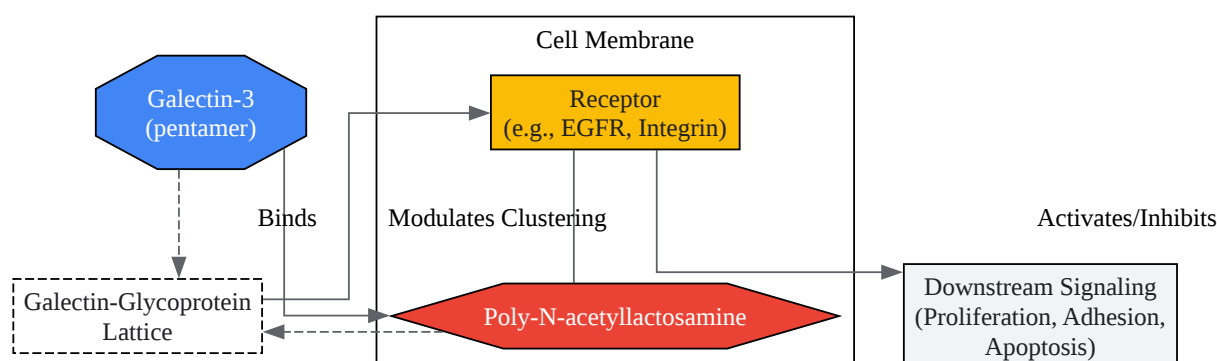 Cell Membrane
Galectin-3
(pentamer)
Receptor
(e.g., EGFR, Integrin)
Binds
Modulates Clustering
Activates/Inhibits
Galectin-Glycoprotein
Lattice
Poly-N-acetyllactosamine
Downstream Signaling
(Proliferation, Adhesion,
Apoptosis)